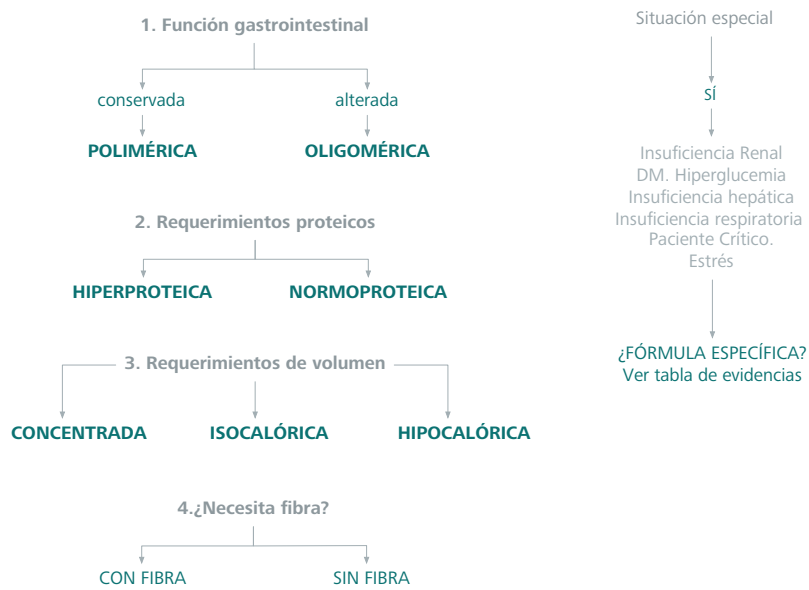 1. Función gastrointestinal
conservada
alterada
POLIMÉRICA
OLIGOMÉRICA
2. Requerimientos proteicos
HIPERPROTEICA
NORMOPROTEICA
3. Requerimientos de volumen
CONCENTRADA
ISOCALÓRICA
HIPOCALÓRICA
4.¿Necesita fibra?
CON FIBRA
SIN FIBRA
Situación especial
SÍ
Insuficiencia Renal
DM. Hiperglucemia
Insuficiencia hepática
Insuficiencia respiratoria
Paciente Crítico.
Estrés
¿FÓRMULA ESPECÍFICA?
Ver tabla de evidencias